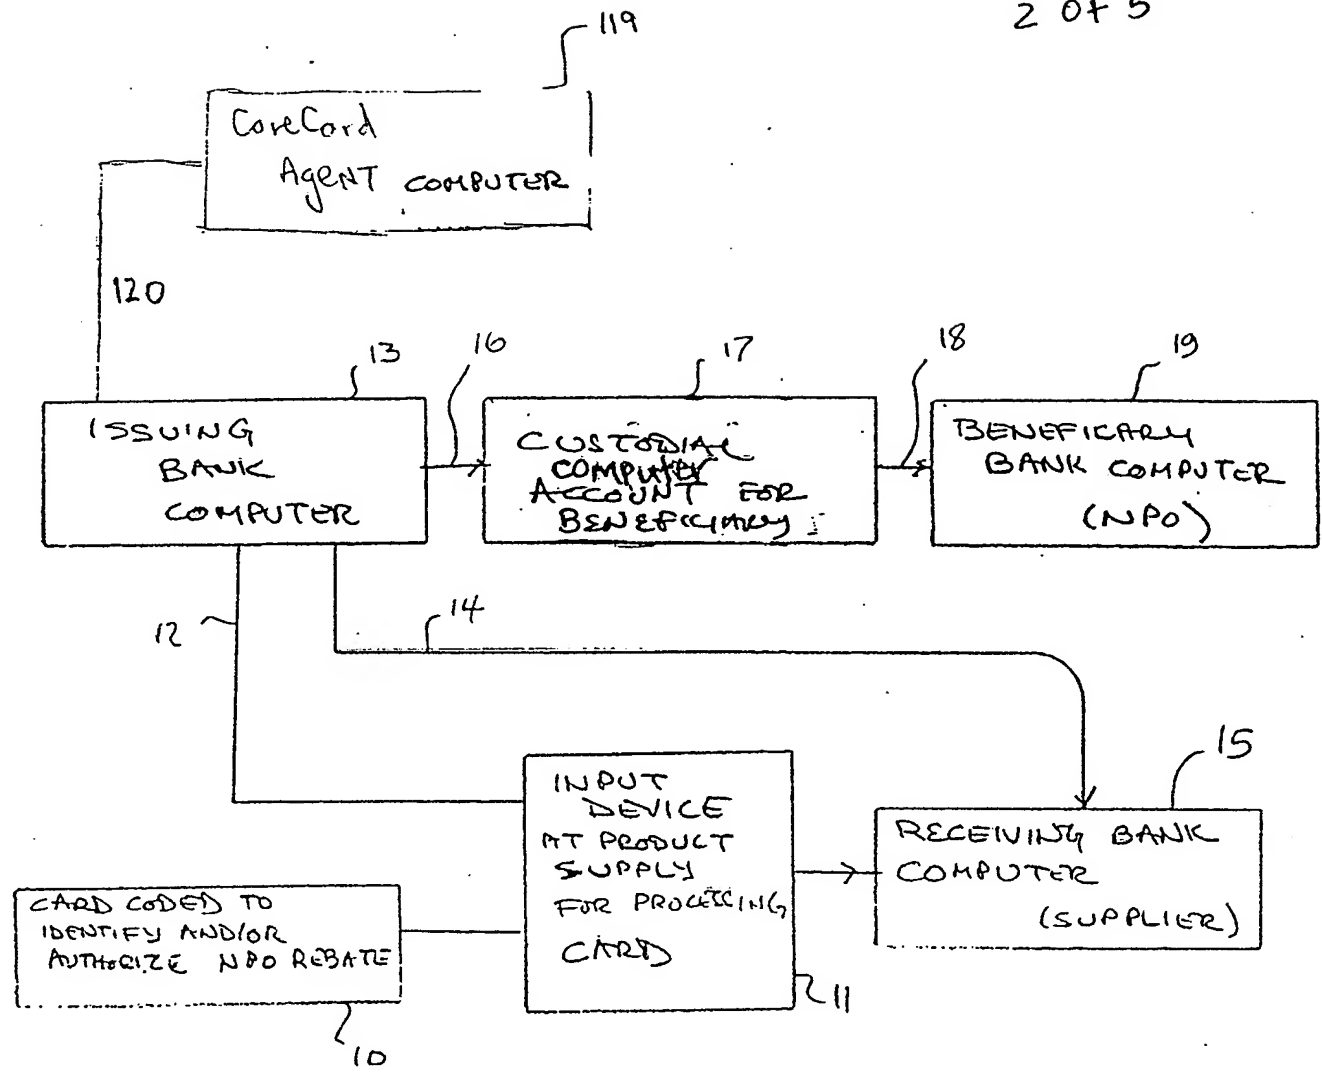 2 of 5
119
CareCard
Agent COMPUTER
120
13
16
17
18
19
ISSUING
BANK
COMPUTER
CUSTODIAL
COMPUTER
ACCOUNT FOR
BENEFICIARY
BENEFICARY
BANK COMPUTER
(NPO)
12
14
15
INPUT
DEVICE
AT PRODUCT
SUPPLY
FOR PROCESSING
CARD
RECEIVING BANK
COMPUTER
(SUPPLIER)
CARD CODED TO
IDENTIFY AND/OR
AUTHORIZE NPO REBATE
11
10